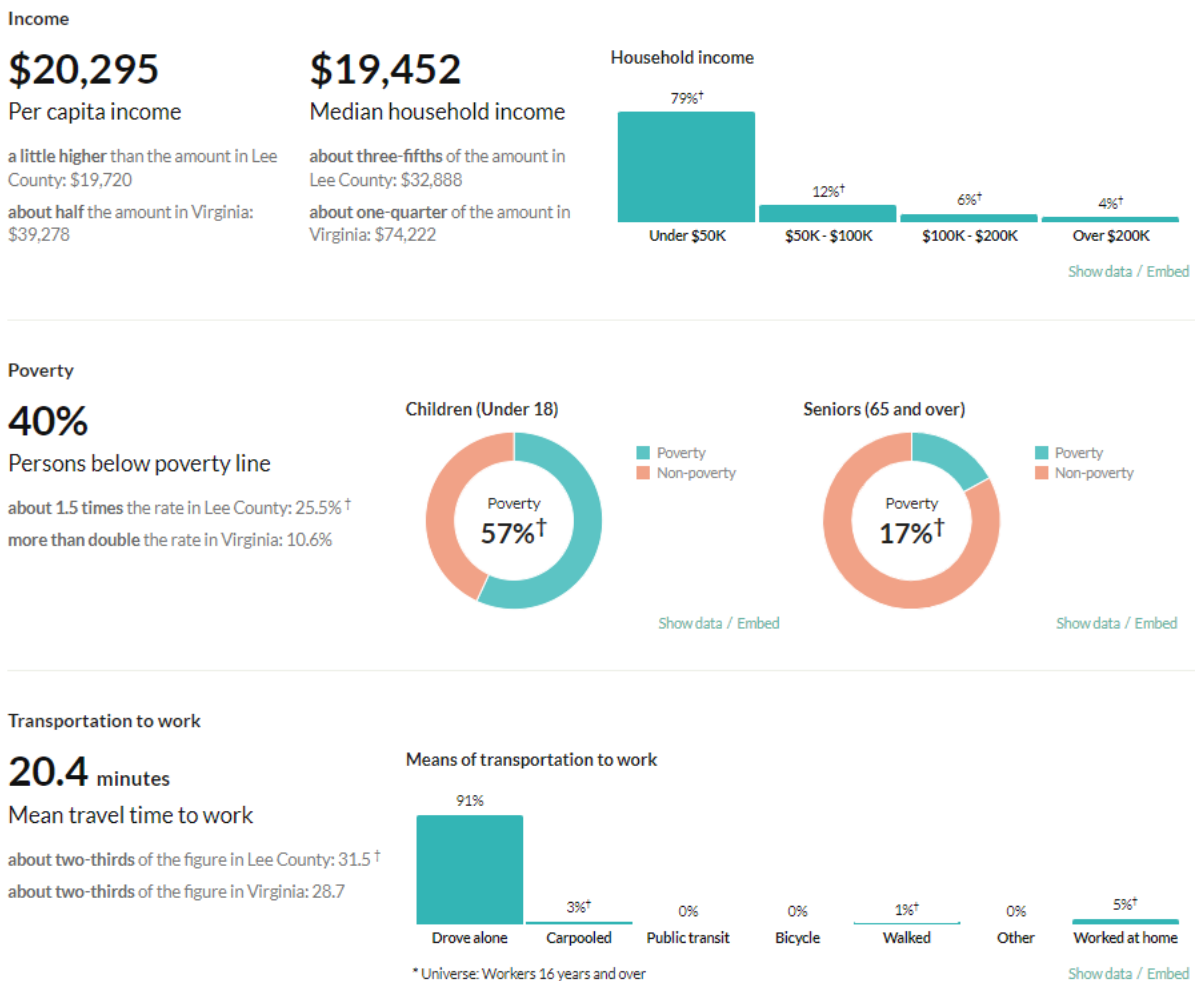 Income
$20,295
Per capita income
a little higher than the amount in Lee
County: $19,720
about half the amount in Virginia:
$39,278
$19,452
Median household income
about three-fifths of the amount in
Lee County: $32,888
about one-quarter of the amount in
Virginia: $74,222
Household income
79%†
12%†
6%†
4%†
Under $50K
$50K - $100K
$100K - $200K
Over $200K
Show data / Embed
Poverty
40%
Persons below poverty line
about 1.5 times the rate in Lee County: 25.5% †
more than double the rate in Virginia: 10.6%
Children (Under 18)
Poverty
57%†
Poverty
Non-poverty
Show data / Embed
Seniors (65 and over)
Poverty
17%†
Poverty
Non-poverty
Show data / Embed
Transportation to work
20.4 minutes
Mean travel time to work
about two-thirds of the figure in Lee County: 31.5 †
about two-thirds of the figure in Virginia: 28.7
Means of transportation to work
91%
3%†
0%
0%
1%†
0%
5%†
Drove alone
Carpooled
Public transit
Bicycle
Walked
Other
Worked at home
* Universe: Workers 16 years and over
Show data / Embed